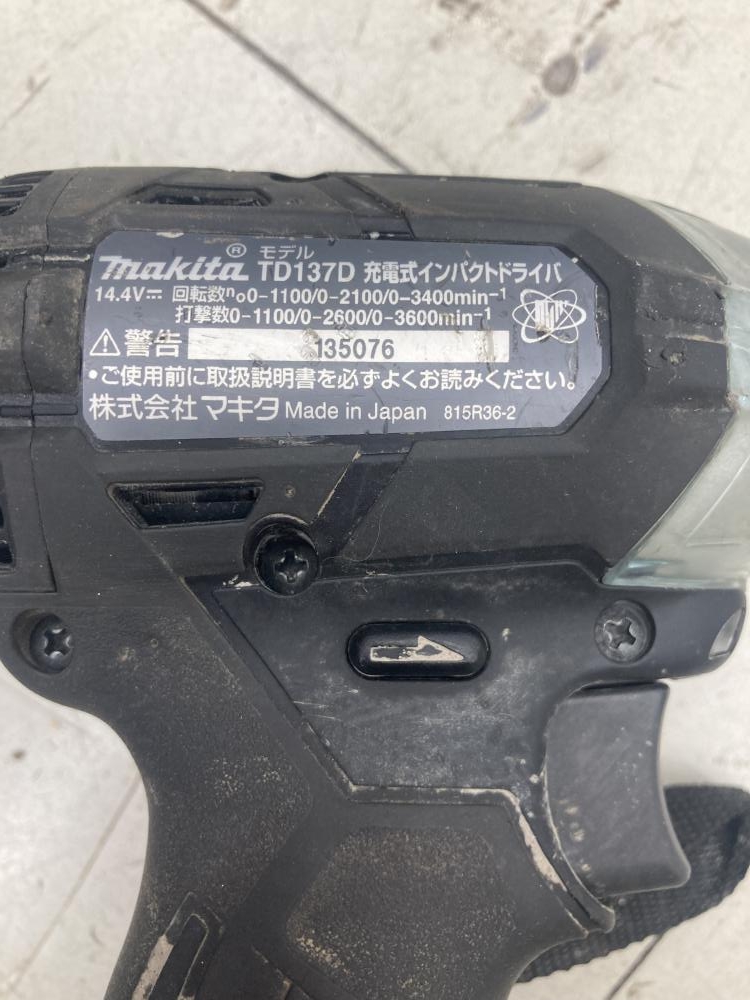 makita® モデル TD137D 充電式インパクトドライバ
14.4V⎓ 回転数n₀0-1100/0-2100/0-3400min⁻¹
打撃数0-1100/0-2600/0-3600min⁻¹
⚠警告 135076
・ご使用前に取扱説明書を必ずよくお読みください。
株式会社マキタ Made in Japan 815R36-2